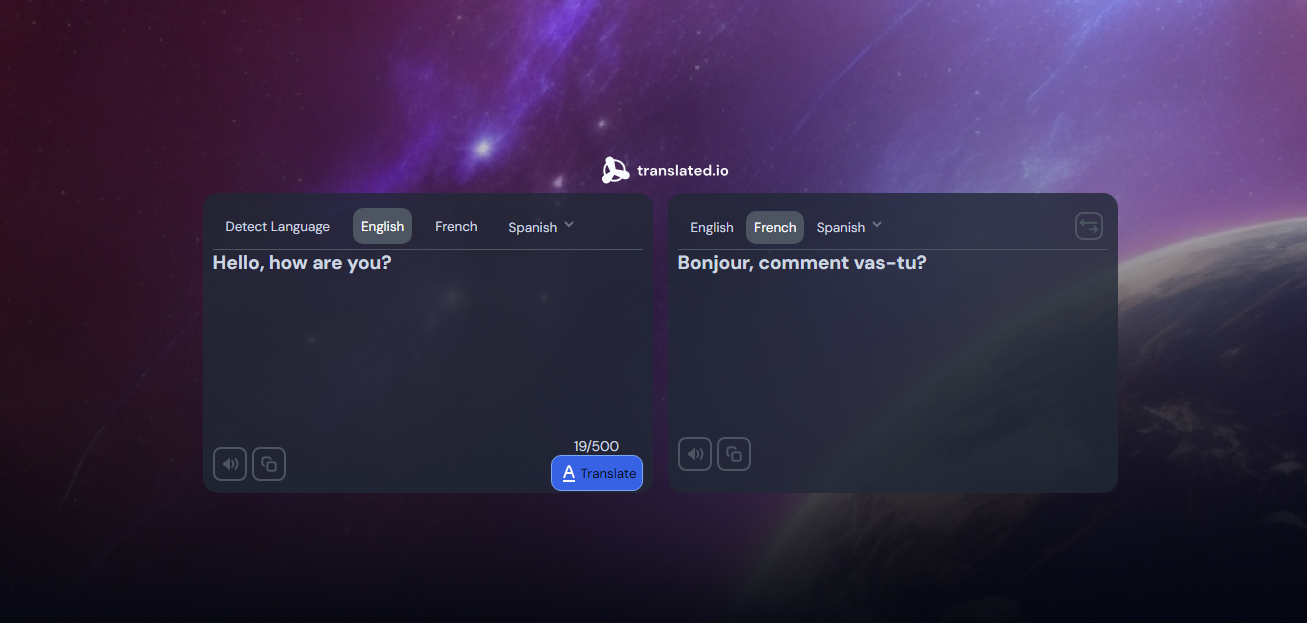 translated.io
Detect Language English French Spanish
Hello, how are you?
19/500
A Translate
English French Spanish
Bonjour, comment vas-tu?